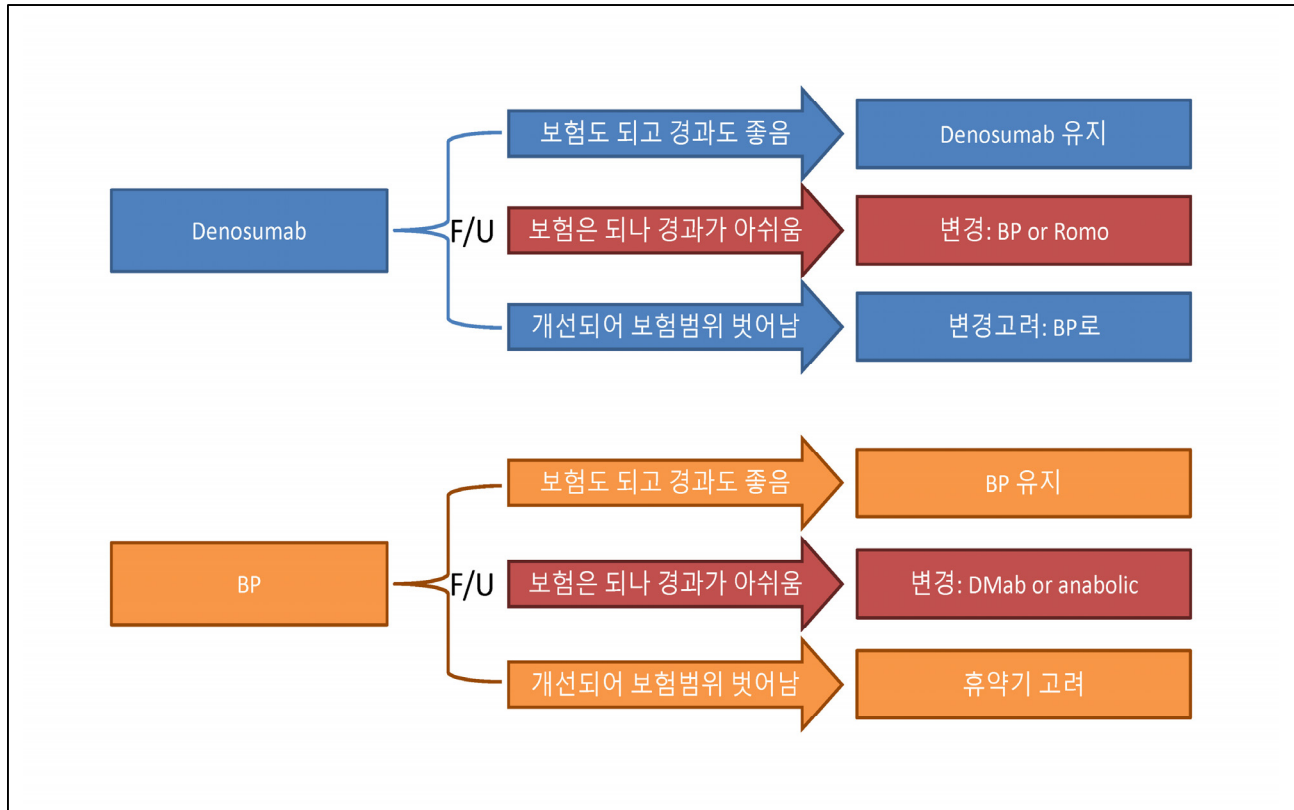 보험도 되고 경과도 좋음
Denosumab 유지
Denosumab
F/U
보험은 되나 경과가 아쉬움
변경: BP or Romo
개선되어 보험범위 벗어남
변경고려: BP로
보험도 되고 경과도 좋음
BP 유지
BP
F/U
보험은 되나 경과가 아쉬움
변경: DMab or anabolic
개선되어 보험범위 벗어남
휴약기 고려